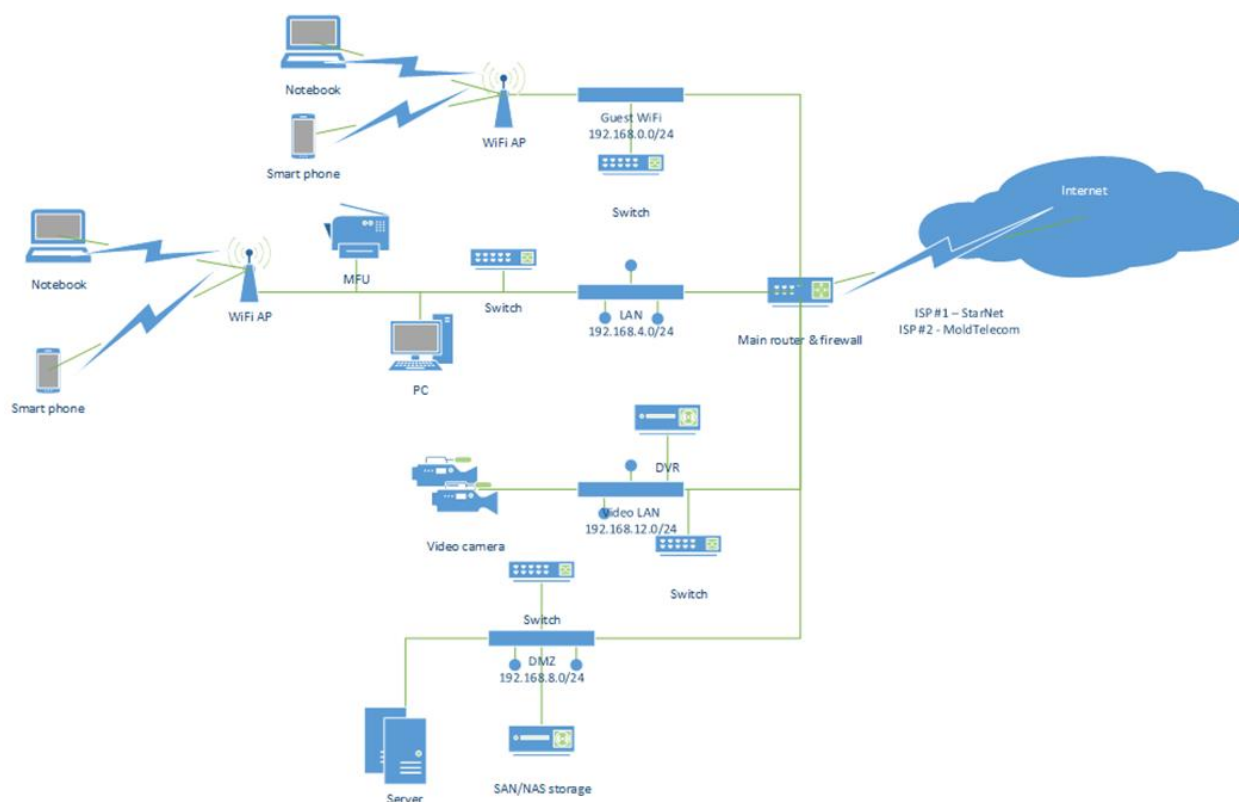 Notebook
Guest WiFi
192.168.0.0/24
WiFi AP
Smart phone
Internet
Switch
Notebook
MFU
Switch
LAN
192.168.4.0/24
WiFi AP
ISP #1 – StarNet
ISP #2 - MoldTelecom
Main router & firewall
PC
Smart phone
DVR
Video LAN
192.168.12.0/24
Video camera
Switch
Switch
DMZ
192.168.8.0/24
SAN/NAS storage
Server